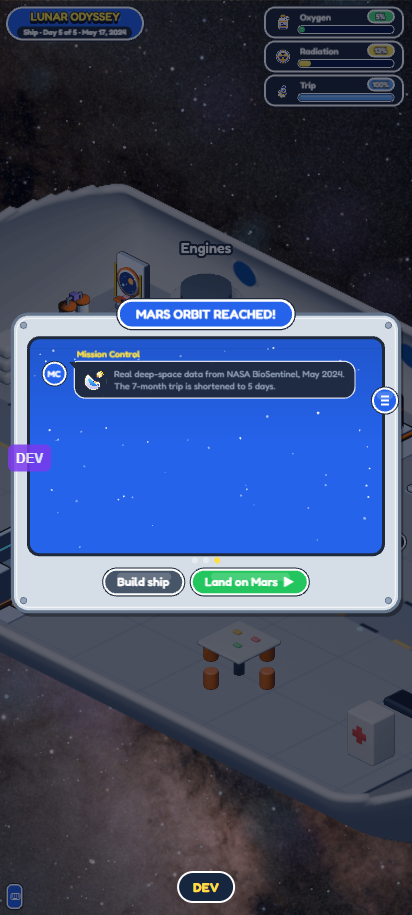 LUNAR ODYSSEY
Ship · Day 5 of 5 · May 17, 2024
Oxygen 5%
Radiation 12%
Trip 100%
Engines
MARS ORBIT REACHED!
Mission Control
MC
Real deep-space data from NASA BioSentinel, May 2024.
The 7-month trip is shortened to 5 days.
DEV
Build ship
Land on Mars
DEV